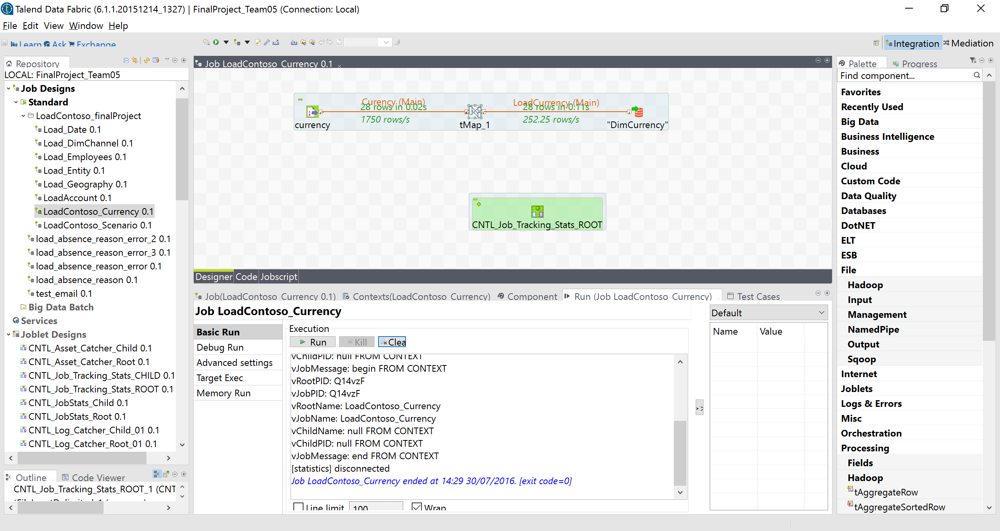 Talend Data Fabric (6.1.1.20151214_1327) | FinalProject_Team05 (Connection: Local)
File Edit View Window Help
Learn Ask Exchange
Integration Mediation
Repository
LOCAL: FinalProject_Team05
Job Designs
Standard
LoadContoso_finalProject
Load_Date 0.1
Load_DimChannel 0.1
Load_Employees 0.1
Load_Entity 0.1
Load_Geography 0.1
LoadAccount 0.1
LoadContoso_Currency 0.1
LoadContoso_Scenario 0.1
load_absence_reason_error_2 0.1
load_absence_reason_error_3 0.1
load_absence_reason_error 0.1
load_absence_reason 0.1
test_email 0.1
Big Data Batch
Services
Joblet Designs
CNTL_Asset_Catcher_Child 0.1
CNTL_Asset_Catcher_Root 0.1
CNTL_Job_Tracking_Stats_CHILD 0.1
CNTL_Job_Tracking_Stats_ROOT 0.1
CNTL_JobStats_Child 0.1
CNTL_JobStats_Root 0.1
CNTL_Log_Catcher_Child_01 0.1
CNTL_Log_Catcher_Root_01 0.1
Outline Code Viewer
CNTL_Job_Tracking_Stats_ROOT_1 (CNT
Job LoadContoso_Currency 0.1
Curency (Main)
28 rows in 0.02s
1750 rows/s
LoadCurrency (Main)
28 rows in 0.11s
252.25 rows/s
currency
tMap_1
"DimCurrency"
CNTL_Job_Tracking_Stats_ROOT
Designer Code Jobscript
Job(LoadContoso_Currency 0.1) Contexts(LoadContoso_Currency) Component Run (Job LoadContoso_Currency) Test Cases
Job LoadContoso_Currency
Basic Run
Debug Run
Advanced settings
Target Exec
Memory Run
Execution
Run Kill Clea
vChildPID: null FROM CONTEXT
vJobMessage: begin FROM CONTEXT
vRootPID: Q14vzF
vJobPID: Q14vzF
vRootName: LoadContoso_Currency
vJobName: LoadContoso_Currency
vChildName: null FROM CONTEXT
vChildPID: null FROM CONTEXT
vJobMessage: end FROM CONTEXT
[statistics] disconnected
Job LoadContoso_Currency ended at 14:29 30/07/2016. [exit code=0]
Line limit 100 Wrap
> >
Default
Name Value
Palette Progress
Find component...
Favorites
Recently Used
Big Data
Business Intelligence
Business
Cloud
Custom Code
Data Quality
Databases
DotNET
ELT
ESB
File
Hadoop
Input
Management
NamedPipe
Output
Sqoop
Internet
Joblets
Logs & Errors
Misc
Orchestration
Processing
Fields
Hadoop
tAggregateRow
tAggregateSortedRow